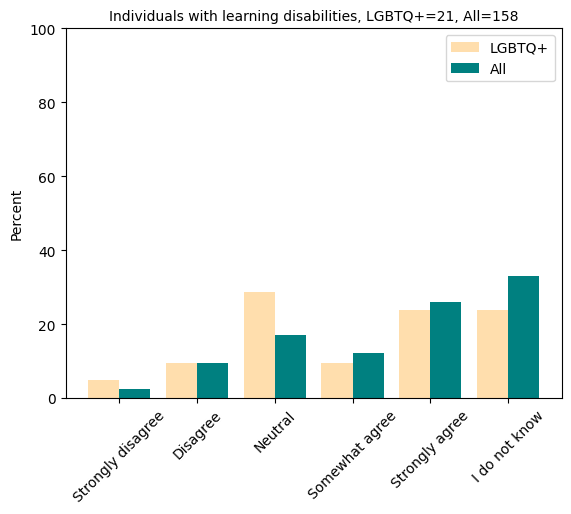 Individuals with learning disabilities, LGBTQ+=21, All=158
LGBTQ+
All
Percent
100
80
60
40
20
0
Strongly disagree
Disagree
Neutral
Somewhat agree
Strongly agree
I do not know